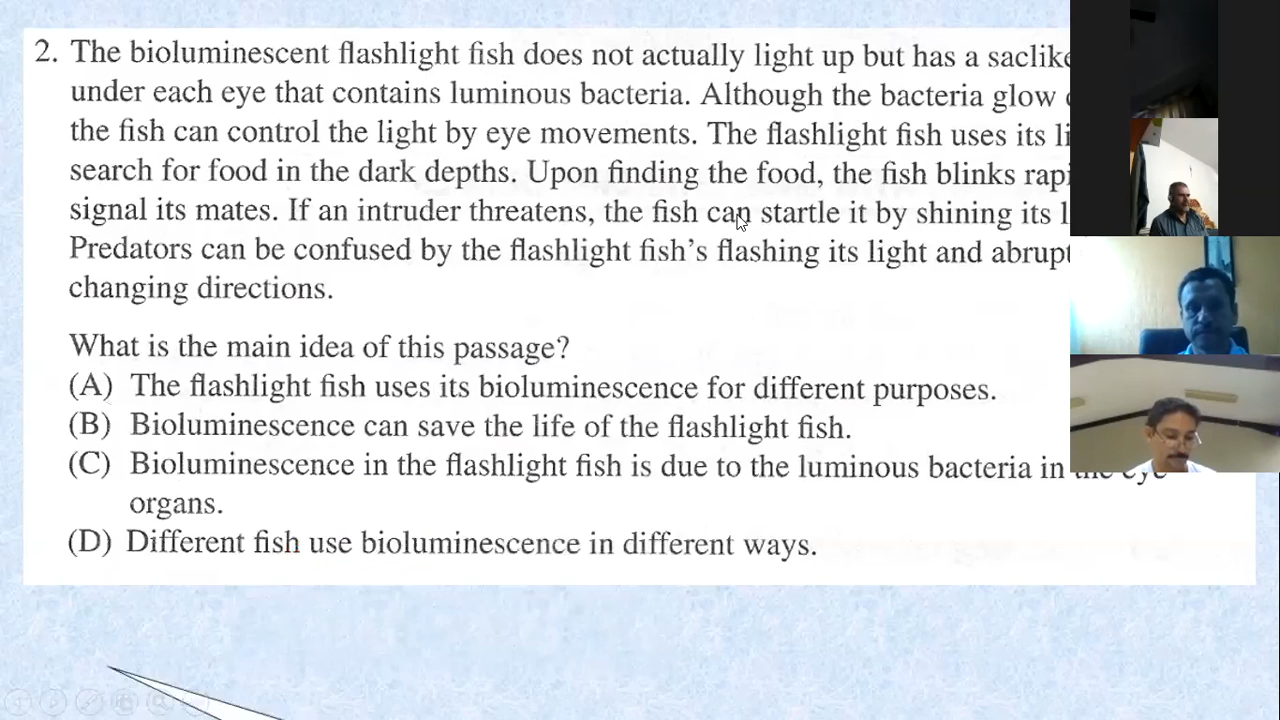 2. The bioluminescent flashlight fish does not actually light up but has a saclike
under each eye that contains luminous bacteria. Although the bacteria glow
the fish can control the light by eye movements. The flashlight fish uses its
search for food in the dark depths. Upon finding the food, the fish blinks
signal its mates. If an intruder threatens, the fish can startle it by shining its
Predators can be confused by the flashlight fish's flashing its light and
changing directions.
What is the main idea of this passage?
(A) The flashlight fish uses its bioluminescence for different purposes.
(B) Bioluminescence can save the life of the flashlight fish.
(C) Bioluminescence in the flashlight fish is due to the luminous bacteria in the eye
organs.
(D) Different fish use bioluminescence in different ways.